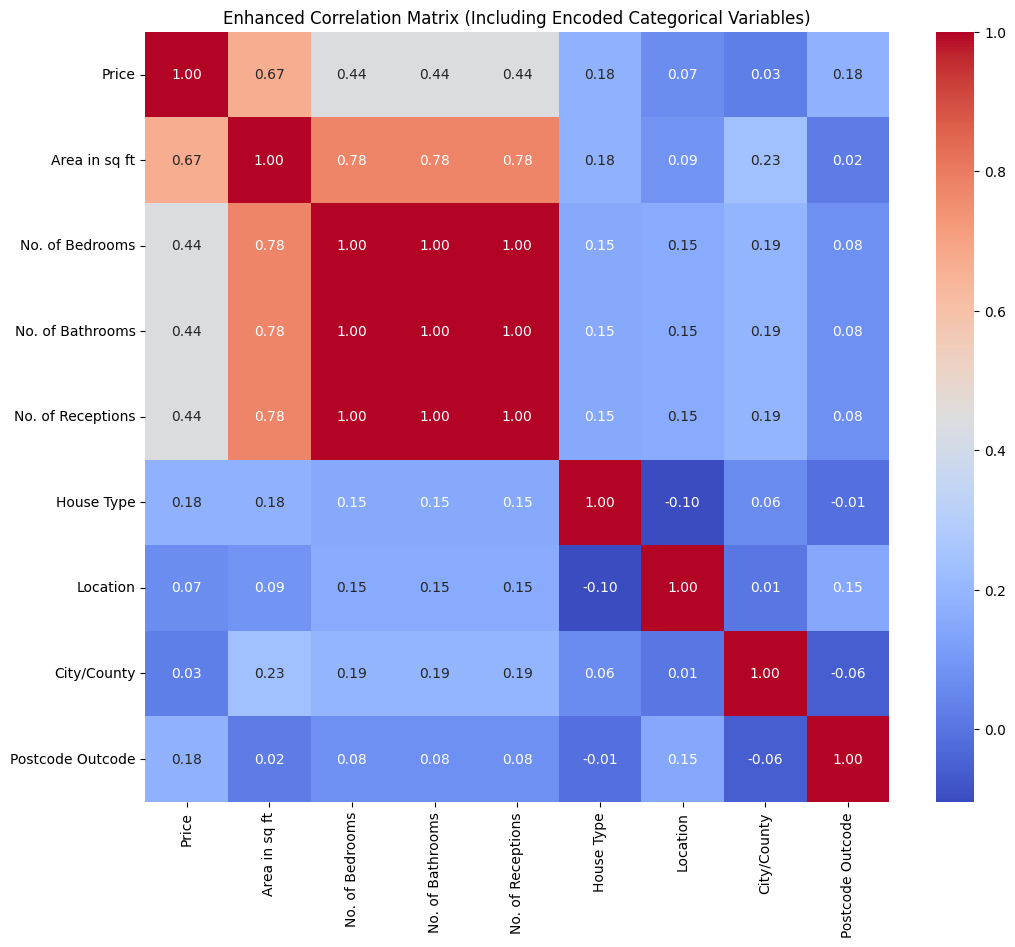 Enhanced Correlation Matrix (Including Encoded Categorical Variables)
Price 1.00 0.67 0.44 0.44 0.44 0.18 0.07 0.03 0.18
Area in sq ft 0.67 1.00 0.78 0.78 0.78 0.18 0.09 0.23 0.02
No. of Bedrooms 0.44 0.78 1.00 1.00 1.00 0.15 0.15 0.19 0.08
No. of Bathrooms 0.44 0.78 1.00 1.00 1.00 0.15 0.15 0.19 0.08
No. of Receptions 0.44 0.78 1.00 1.00 1.00 0.15 0.15 0.19 0.08
House Type 0.18 0.18 0.15 0.15 0.15 1.00 -0.10 0.06 -0.01
Location 0.07 0.09 0.15 0.15 0.15 -0.10 1.00 0.01 0.15
City/County 0.03 0.23 0.19 0.19 0.19 0.06 0.01 1.00 -0.06
Postcode Outcode 0.18 0.02 0.08 0.08 0.08 -0.01 0.15 -0.06 1.00
Price
Area in sq ft
No. of Bedrooms
No. of Bathrooms
No. of Receptions
House Type
Location
City/County
Postcode Outcode
1.0
0.8
0.6
0.4
0.2
0.0